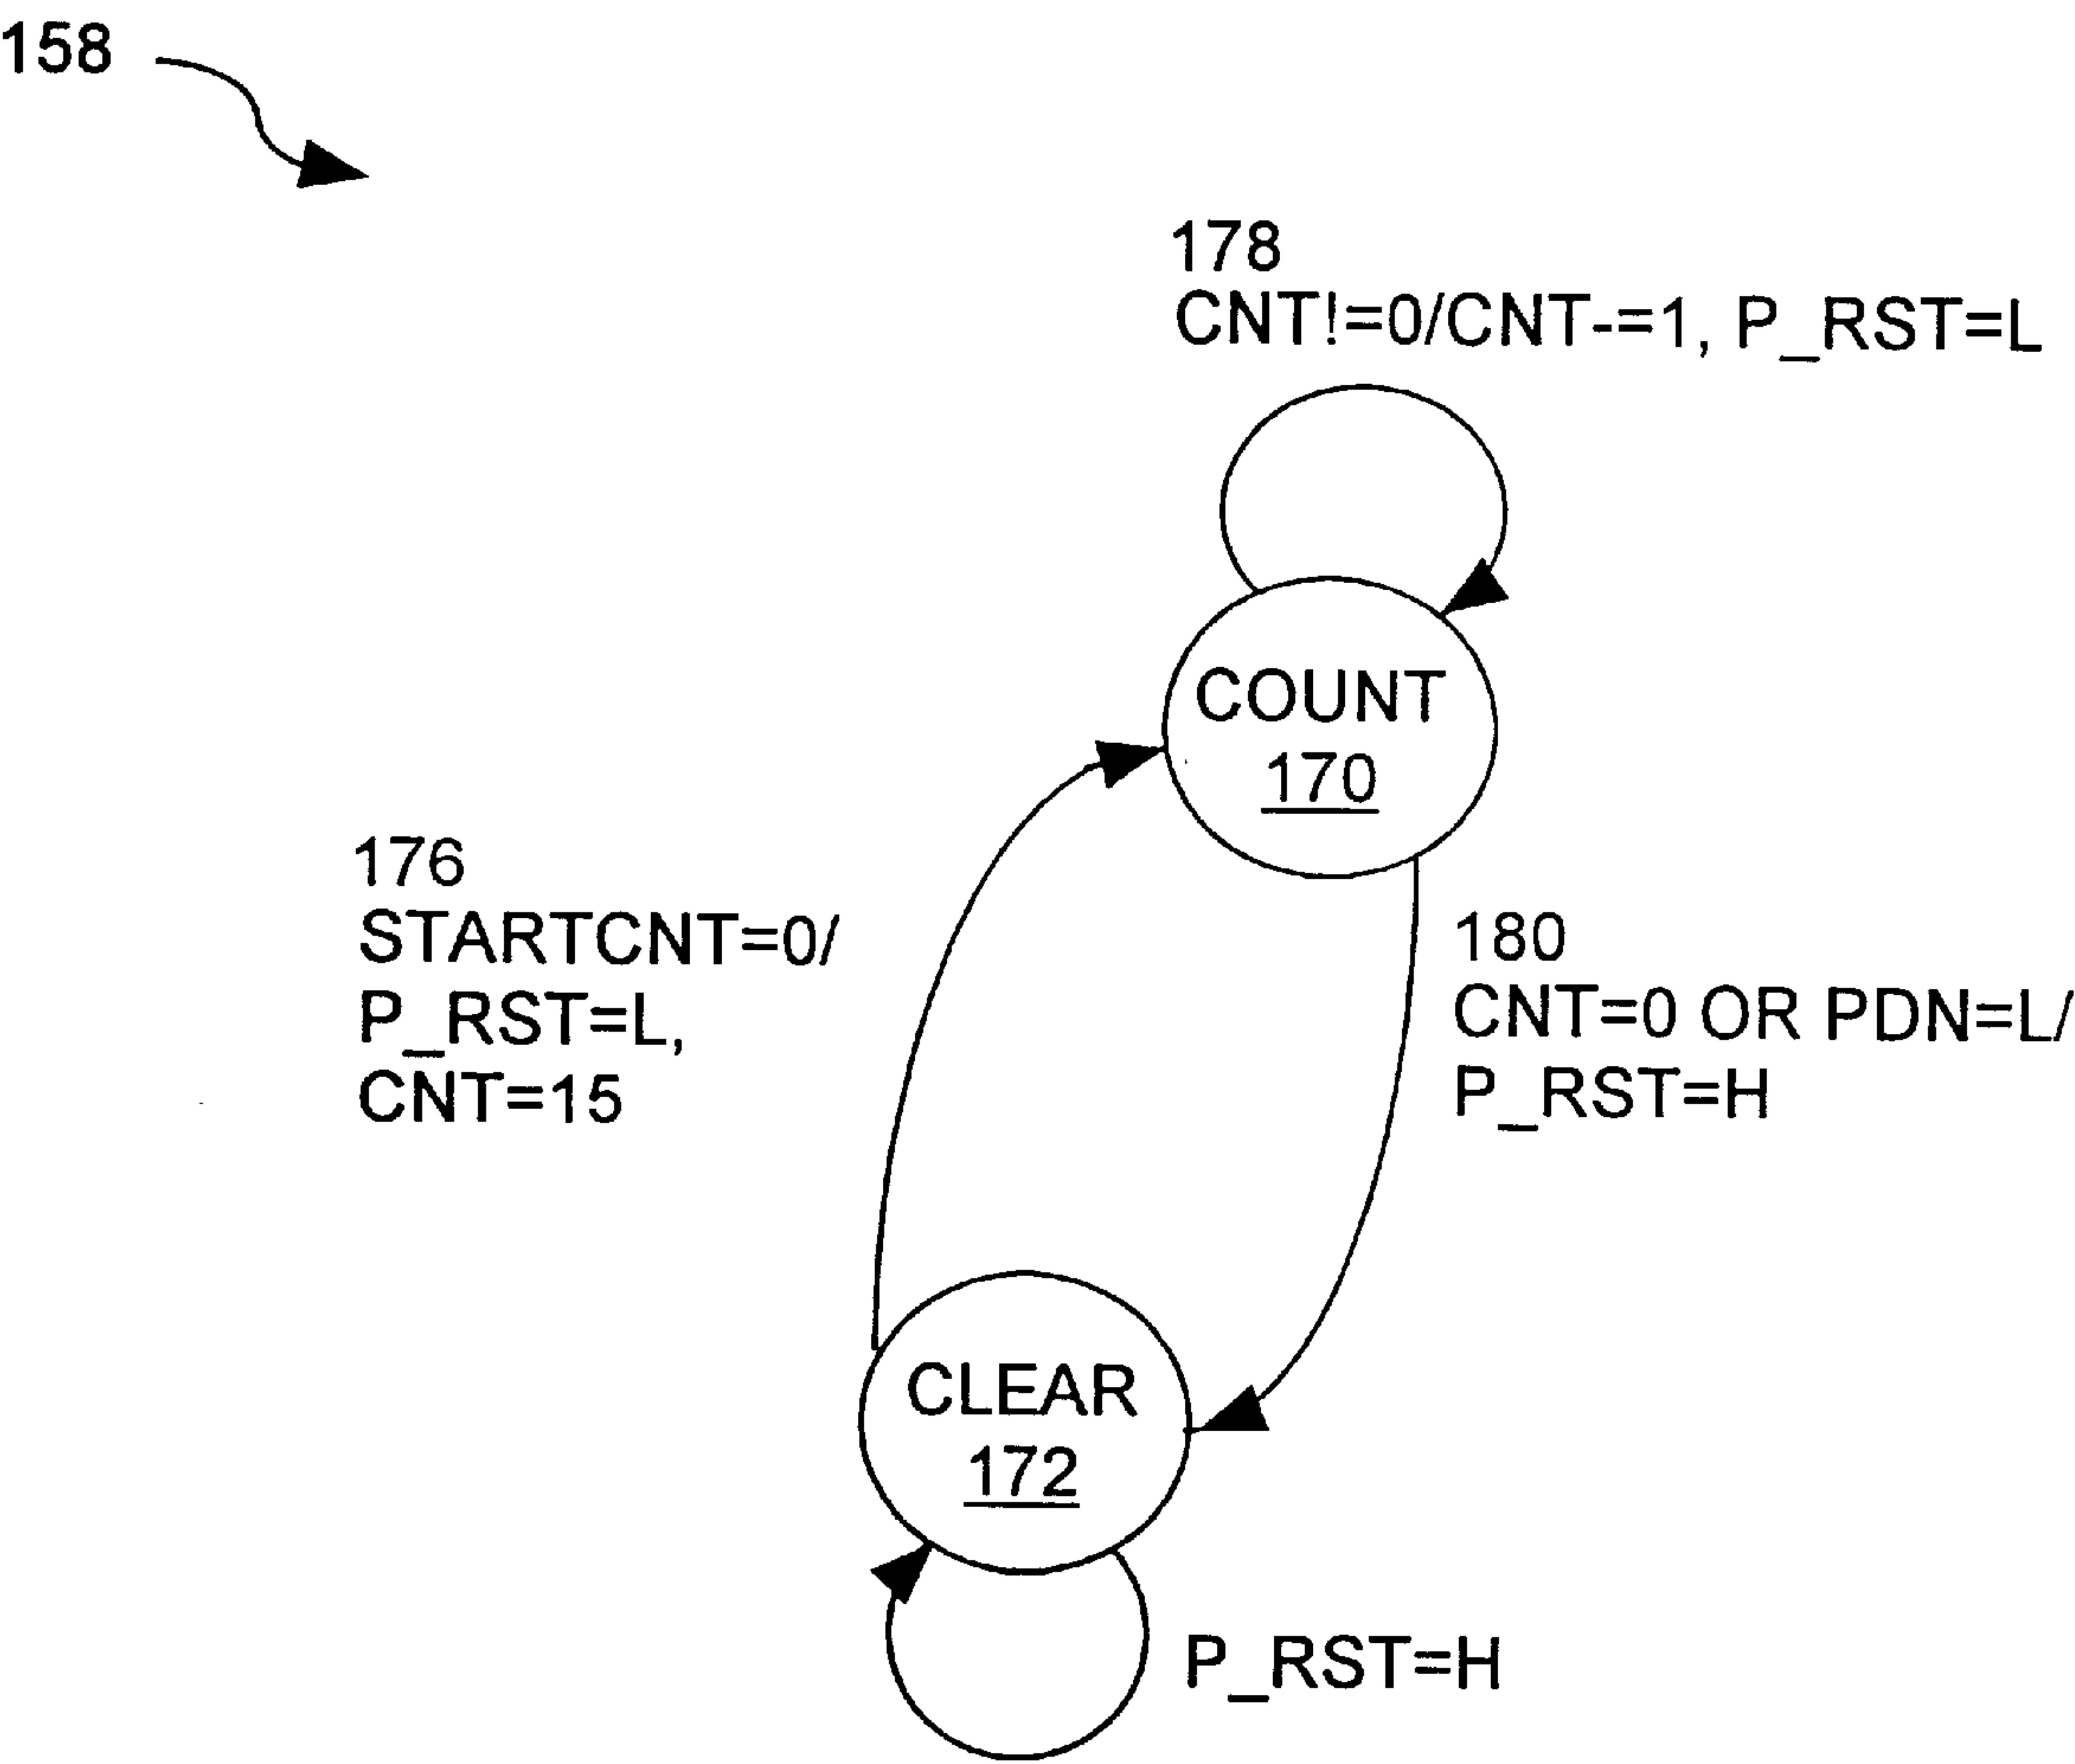 158
178
CNT!=0/CNT-=1, P_RST=L
COUNT
170
176
STARTCNT=0/
P_RST=L,
CNT=15
180
CNT=0 OR PDN=L/
P_RST=H
CLEAR
172
P_RST=H